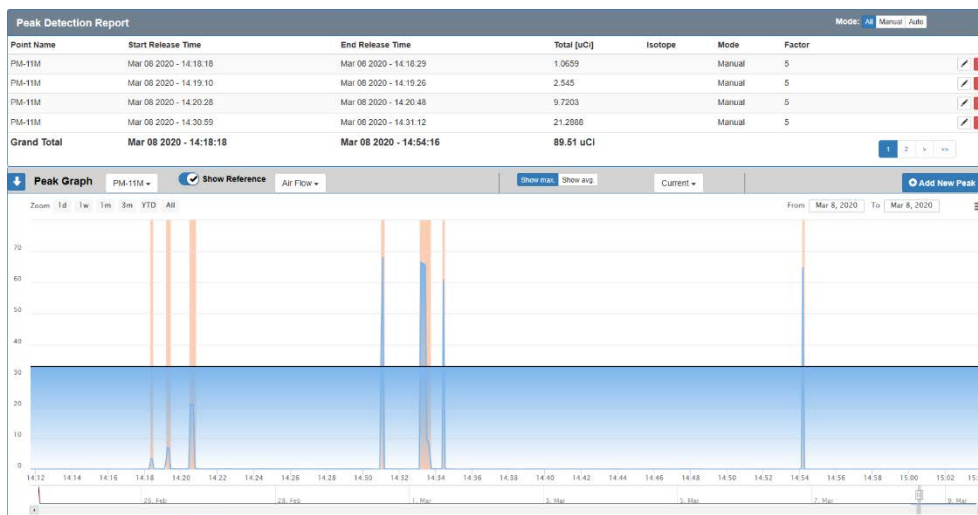 Peak Detection Report Mode: All Manual Auto
Point Name Start Release Time End Release Time Total [uCi] Isotope Mode Factor
PM-11M Mar 08 2020 - 14:18:18 Mar 08 2020 - 14:18:29 1.0659 Manual 5
PM-11M Mar 08 2020 - 14:19:10 Mar 08 2020 - 14:19:26 2.545 Manual 5
PM-11M Mar 08 2020 - 14:20:28 Mar 08 2020 - 14:20:48 9.7203 Manual 5
PM-11M Mar 08 2020 - 14:30:59 Mar 08 2020 - 14:31:12 21.2888 Manual 5
Grand Total Mar 08 2020 - 14:18:18 Mar 08 2020 - 14:54:16 89.51 uCi
1 2 > >>
Peak Graph PM-11M Show Reference Air Flow Show max. Show avg. Current Add New Peak
Zoom 1d 1w 1m 3m YTD All From Mar 8, 2020 To Mar 8, 2020
70
60
50
40
30
20
10
0
14:12 14:14 14:16 14:18 14:20 14:22 14:24 14:26 14:28 14:30 14:32 14:34 14:36 14:38 14:40 14:42 14:44 14:46 14:48 14:50 14:52 14:54 14:56 14:58 15:00 15:02
26. Feb 28. Feb 1. Mar 3. Mar 5. Mar 7. Mar 9. Mar